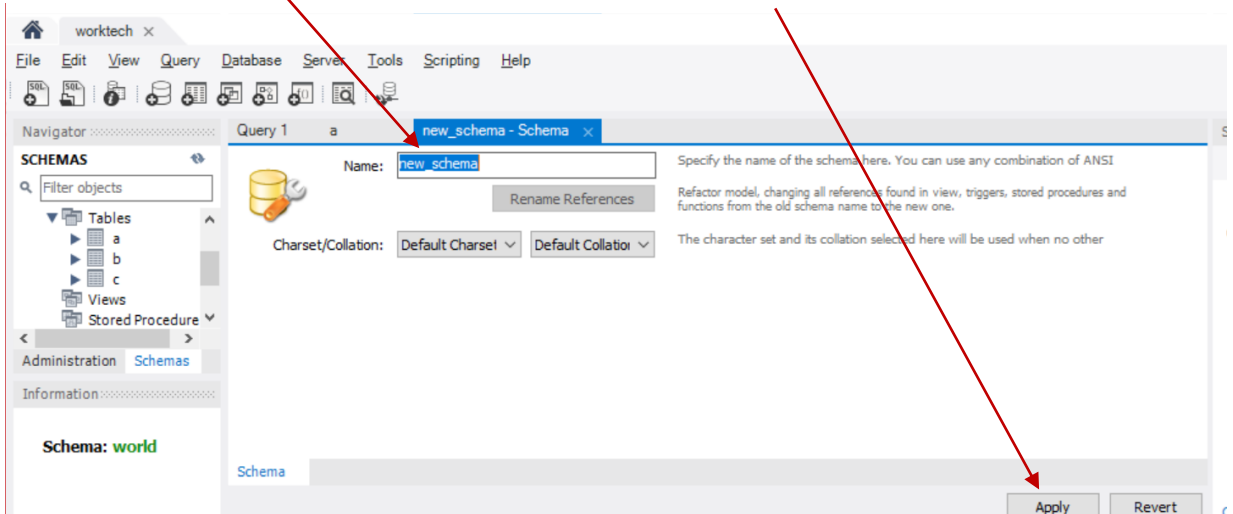 worktech ×
File Edit View Query Database Server Tools Scripting Help
SQL SQL
Navigator
Query 1 a new_schema - Schema ×
SCHEMAS
Filter objects
Tables
a
b
c
Views
Stored Procedure
Administration Schemas
Information
Schema: world
Name: new_schema
Specify the name of the schema here. You can use any combination of ANSI
Rename References
Refactor model, changing all references found in view, triggers, stored procedures and
functions from the old schema name to the new one.
Charset/Collation: Default Charset Default Collation
The character set and its collation selected here will be used when no other
Schema
Apply Revert